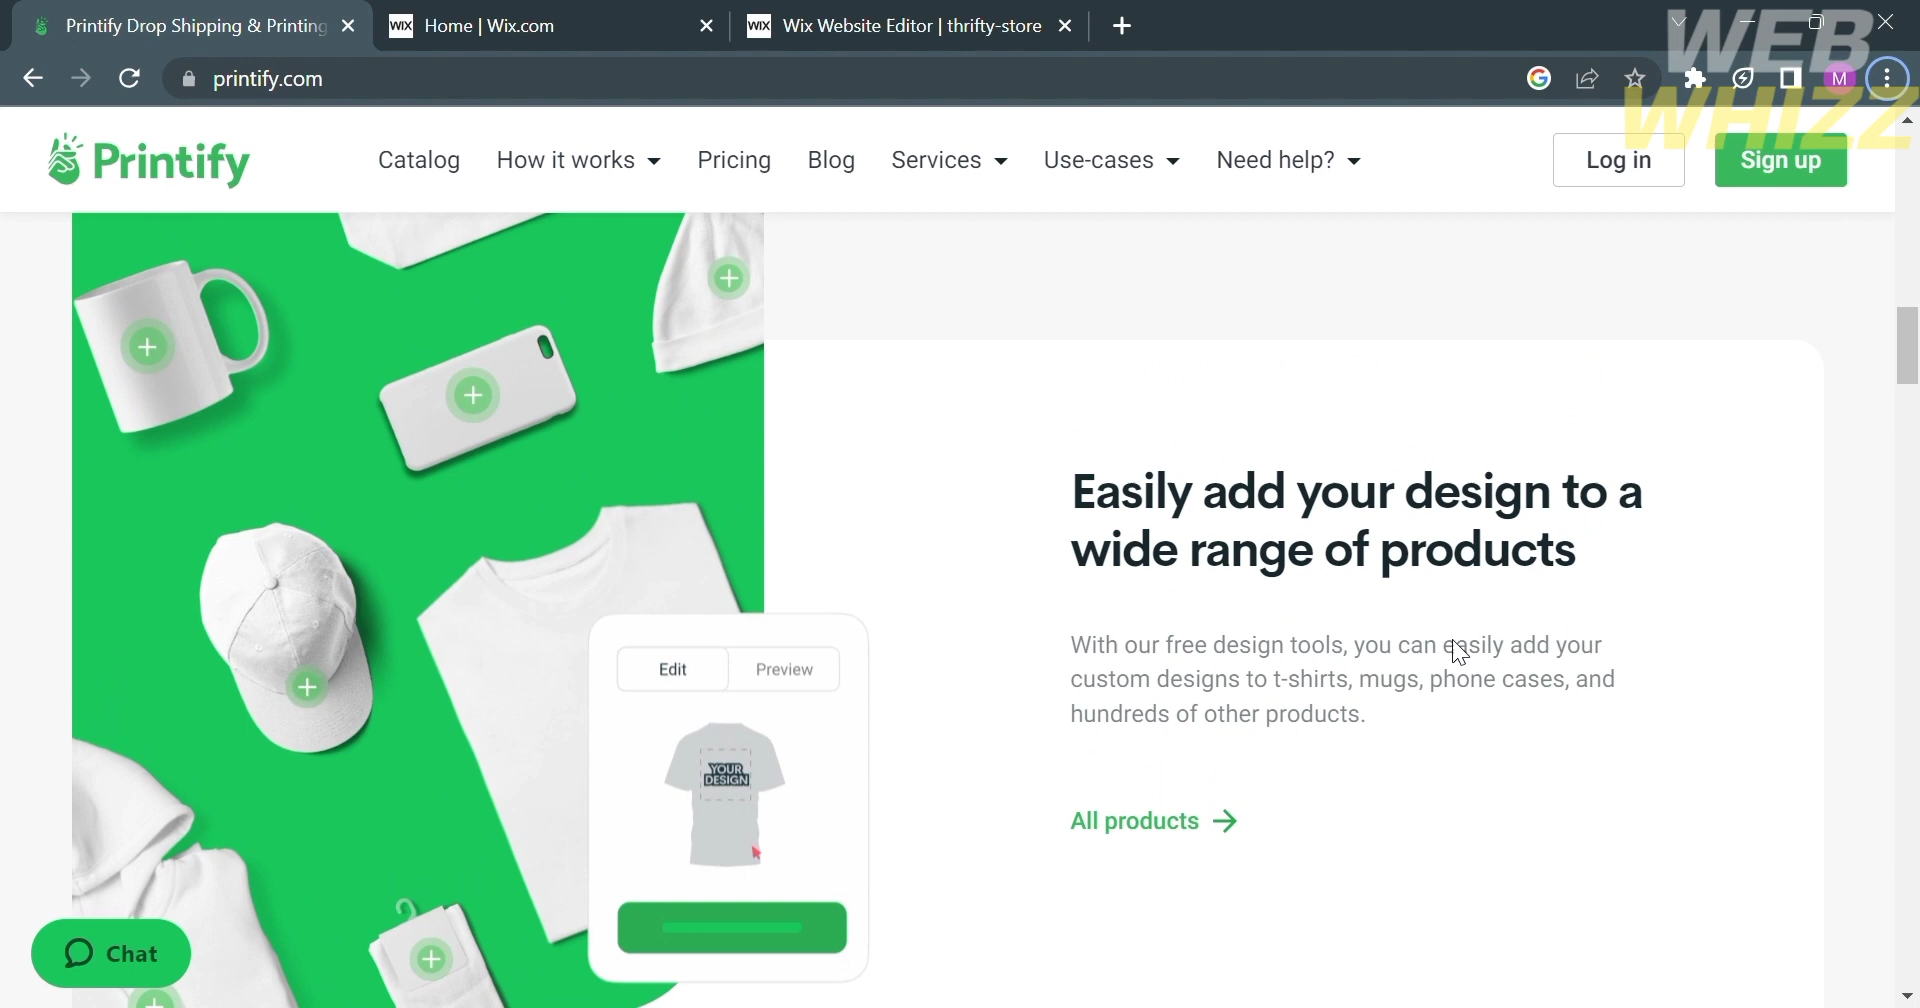 Printify Drop Shipping & Printing
WIX Home | Wix.com
WIX Wix Website Editor | thrifty-store
WEB
WHIZZ
printify.com
M
Printify
Catalog
How it works
Pricing
Blog
Services
Use-cases
Need help?
Log in
Sign up
Easily add your design to a
wide range of products
Edit
Preview
With our free design tools, you can easily add your
custom designs to t-shirts, mugs, phone cases, and
hundreds of other products.
YOUR
DESIGN
All products
Chat